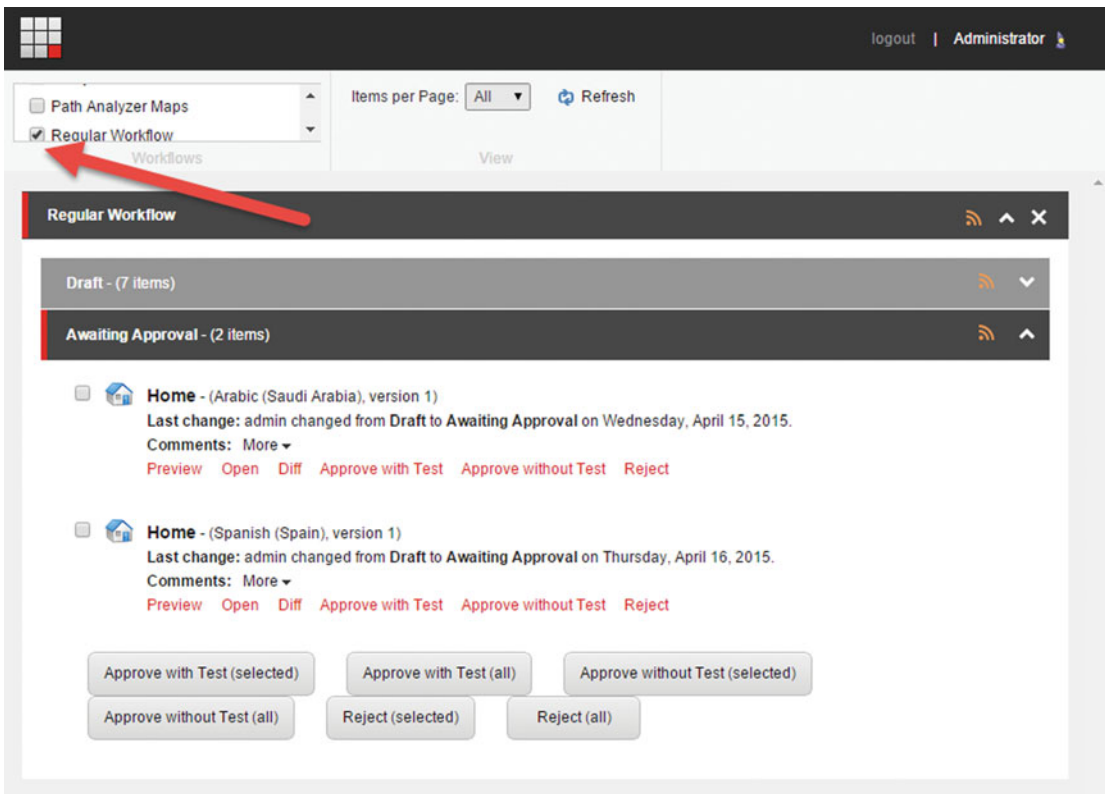 logout | Administrator
Path Analyzer Maps
Regular Workflow
Workflows
Items per Page: All
Refresh
View
Regular Workflow
Draft - (7 items)
Awaiting Approval - (2 items)
Home - (Arabic (Saudi Arabia), version 1)
Last change: admin changed from Draft to Awaiting Approval on Wednesday, April 15, 2015.
Comments: More
Preview Open Diff Approve with Test Approve without Test Reject
Home - (Spanish (Spain), version 1)
Last change: admin changed from Draft to Awaiting Approval on Thursday, April 16, 2015.
Comments: More
Preview Open Diff Approve with Test Approve without Test Reject
Approve with Test (selected) Approve with Test (all) Approve without Test (selected)
Approve without Test (all) Reject (selected) Reject (all)